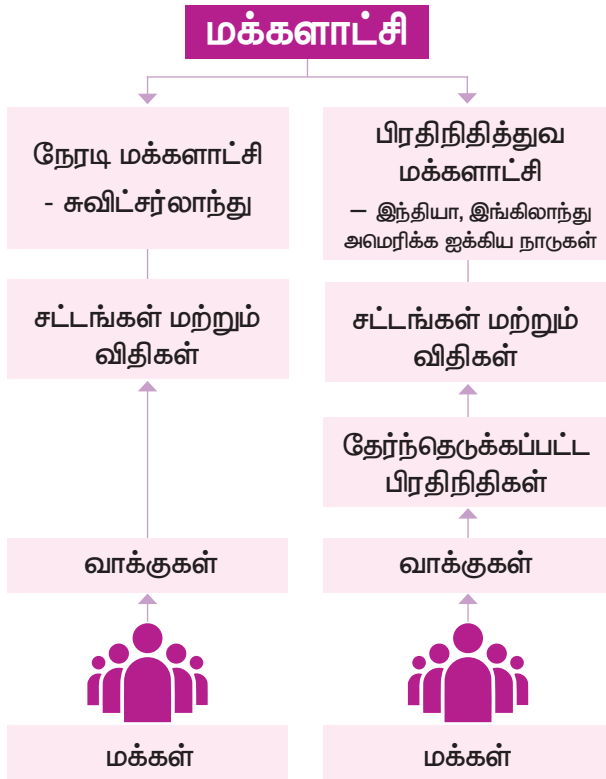 மக்களாட்சி
நேரடி மக்களாட்சி
- சுவிட்சர்லாந்து
சட்டங்கள் மற்றும்
விதிகள்
வாக்குகள்
மக்கள்
பிரதிநிதித்துவ
மக்களாட்சி
– இந்தியா, இங்கிலாந்து
அமெரிக்க ஐக்கிய நாடுகள்
சட்டங்கள் மற்றும்
விதிகள்
தேர்ந்தெடுக்கப்பட்ட
பிரதிநிதிகள்
வாக்குகள்
மக்கள்